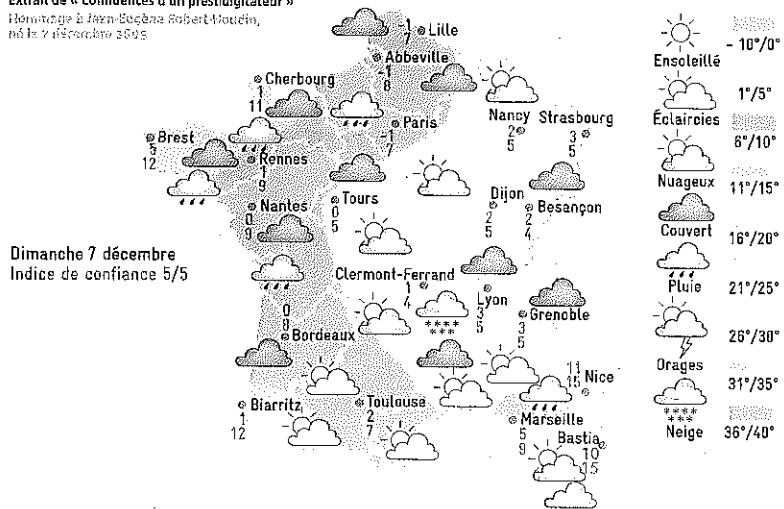 Extrait de « Confidences d'un prestidigitateur »
Hommage à Jean-Eugène Robert-Houdin,
né le 7 décembre 1805
-1
7
Lille
Abbeville
-1
8
Cherbourg
1
11
Paris
-1
7
Nancy
2
5
Strasbourg
3
5
Brest
5
12
Rennes
1
9
Nantes
0
9
Tours
0
5
Dijon
2
5
Besançon
2
4
Dimanche 7 décembre
Indice de confiance 5/5
Clermont-Ferrand
1
4
Lyon
3
5
Grenoble
3
5
0
8
Bordeaux
11
15
Nice
Biarritz
1
12
Toulouse
2
7
Marseille
5
9
Bastia
10
15
Ensoleillé
- 10°/0°
1°/5°
Éclaircies
6°/10°
Nuageux
11°/15°
Couvert
16°/20°
Pluie
21°/25°
26°/30°
Orages
31°/35°
Neige
36°/40°